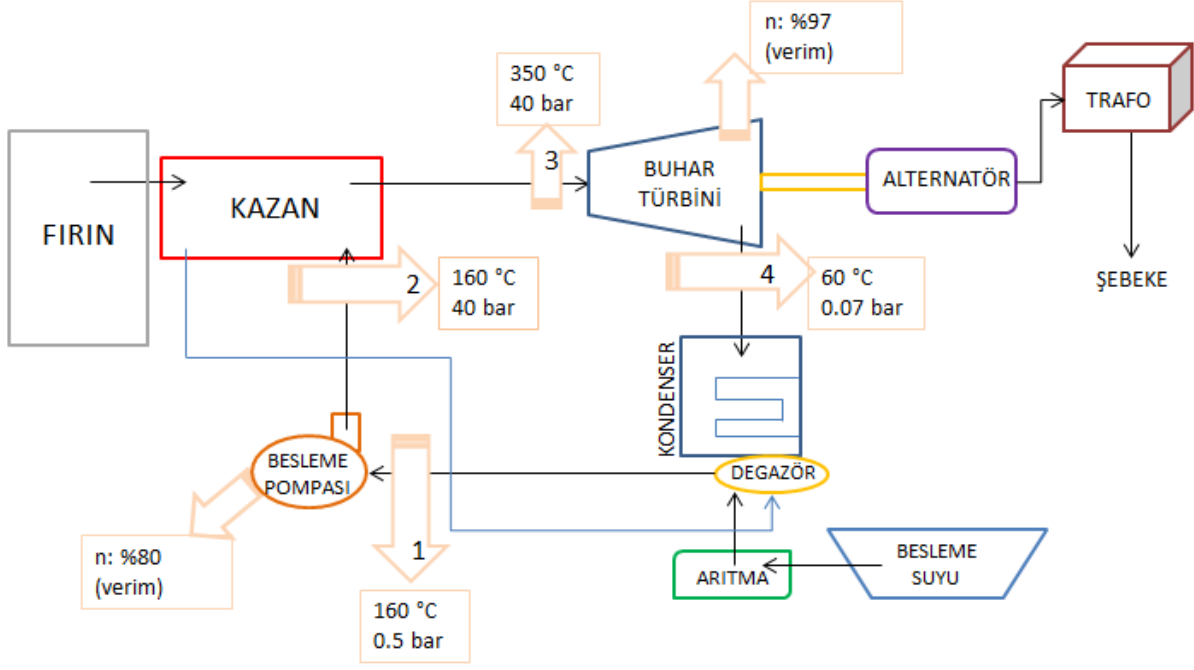 n: %97
(verim)
350 °C
40 bar
3
TRAFO
BUHAR
TÜRBİNİ
ALTERNATÖR
FIRIN
KAZAN
2
160 °C
40 bar
4
60 °C
0.07 bar
ŞEBEKE
KONDENSER
BESLEME
POMPASI
DEGAZÖR
n: %80
(verim)
1
160 °C
0.5 bar
ARITMA
BESLEME
SUYU